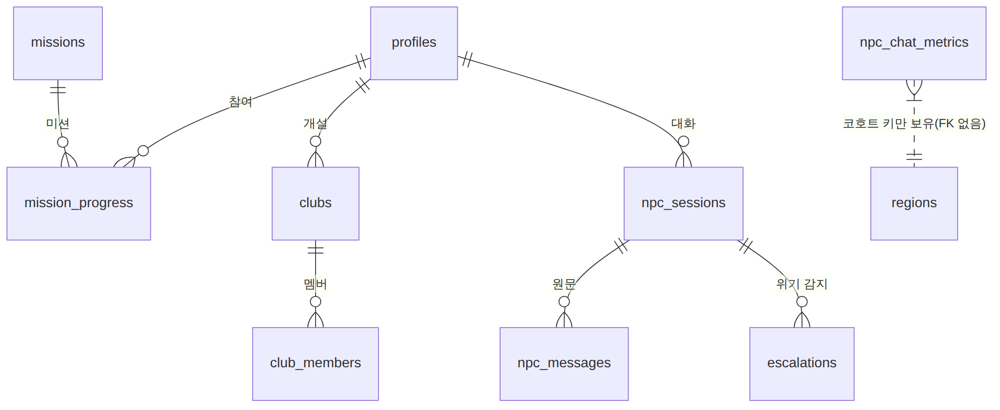 missions
profiles
npc_chat_metrics
참여
미션
개설
대화
코호트 키만 보유(FK 없음)
mission_progress
clubs
npc_sessions
regions
멤버
원문
위기 감지
club_members
npc_messages
escalations